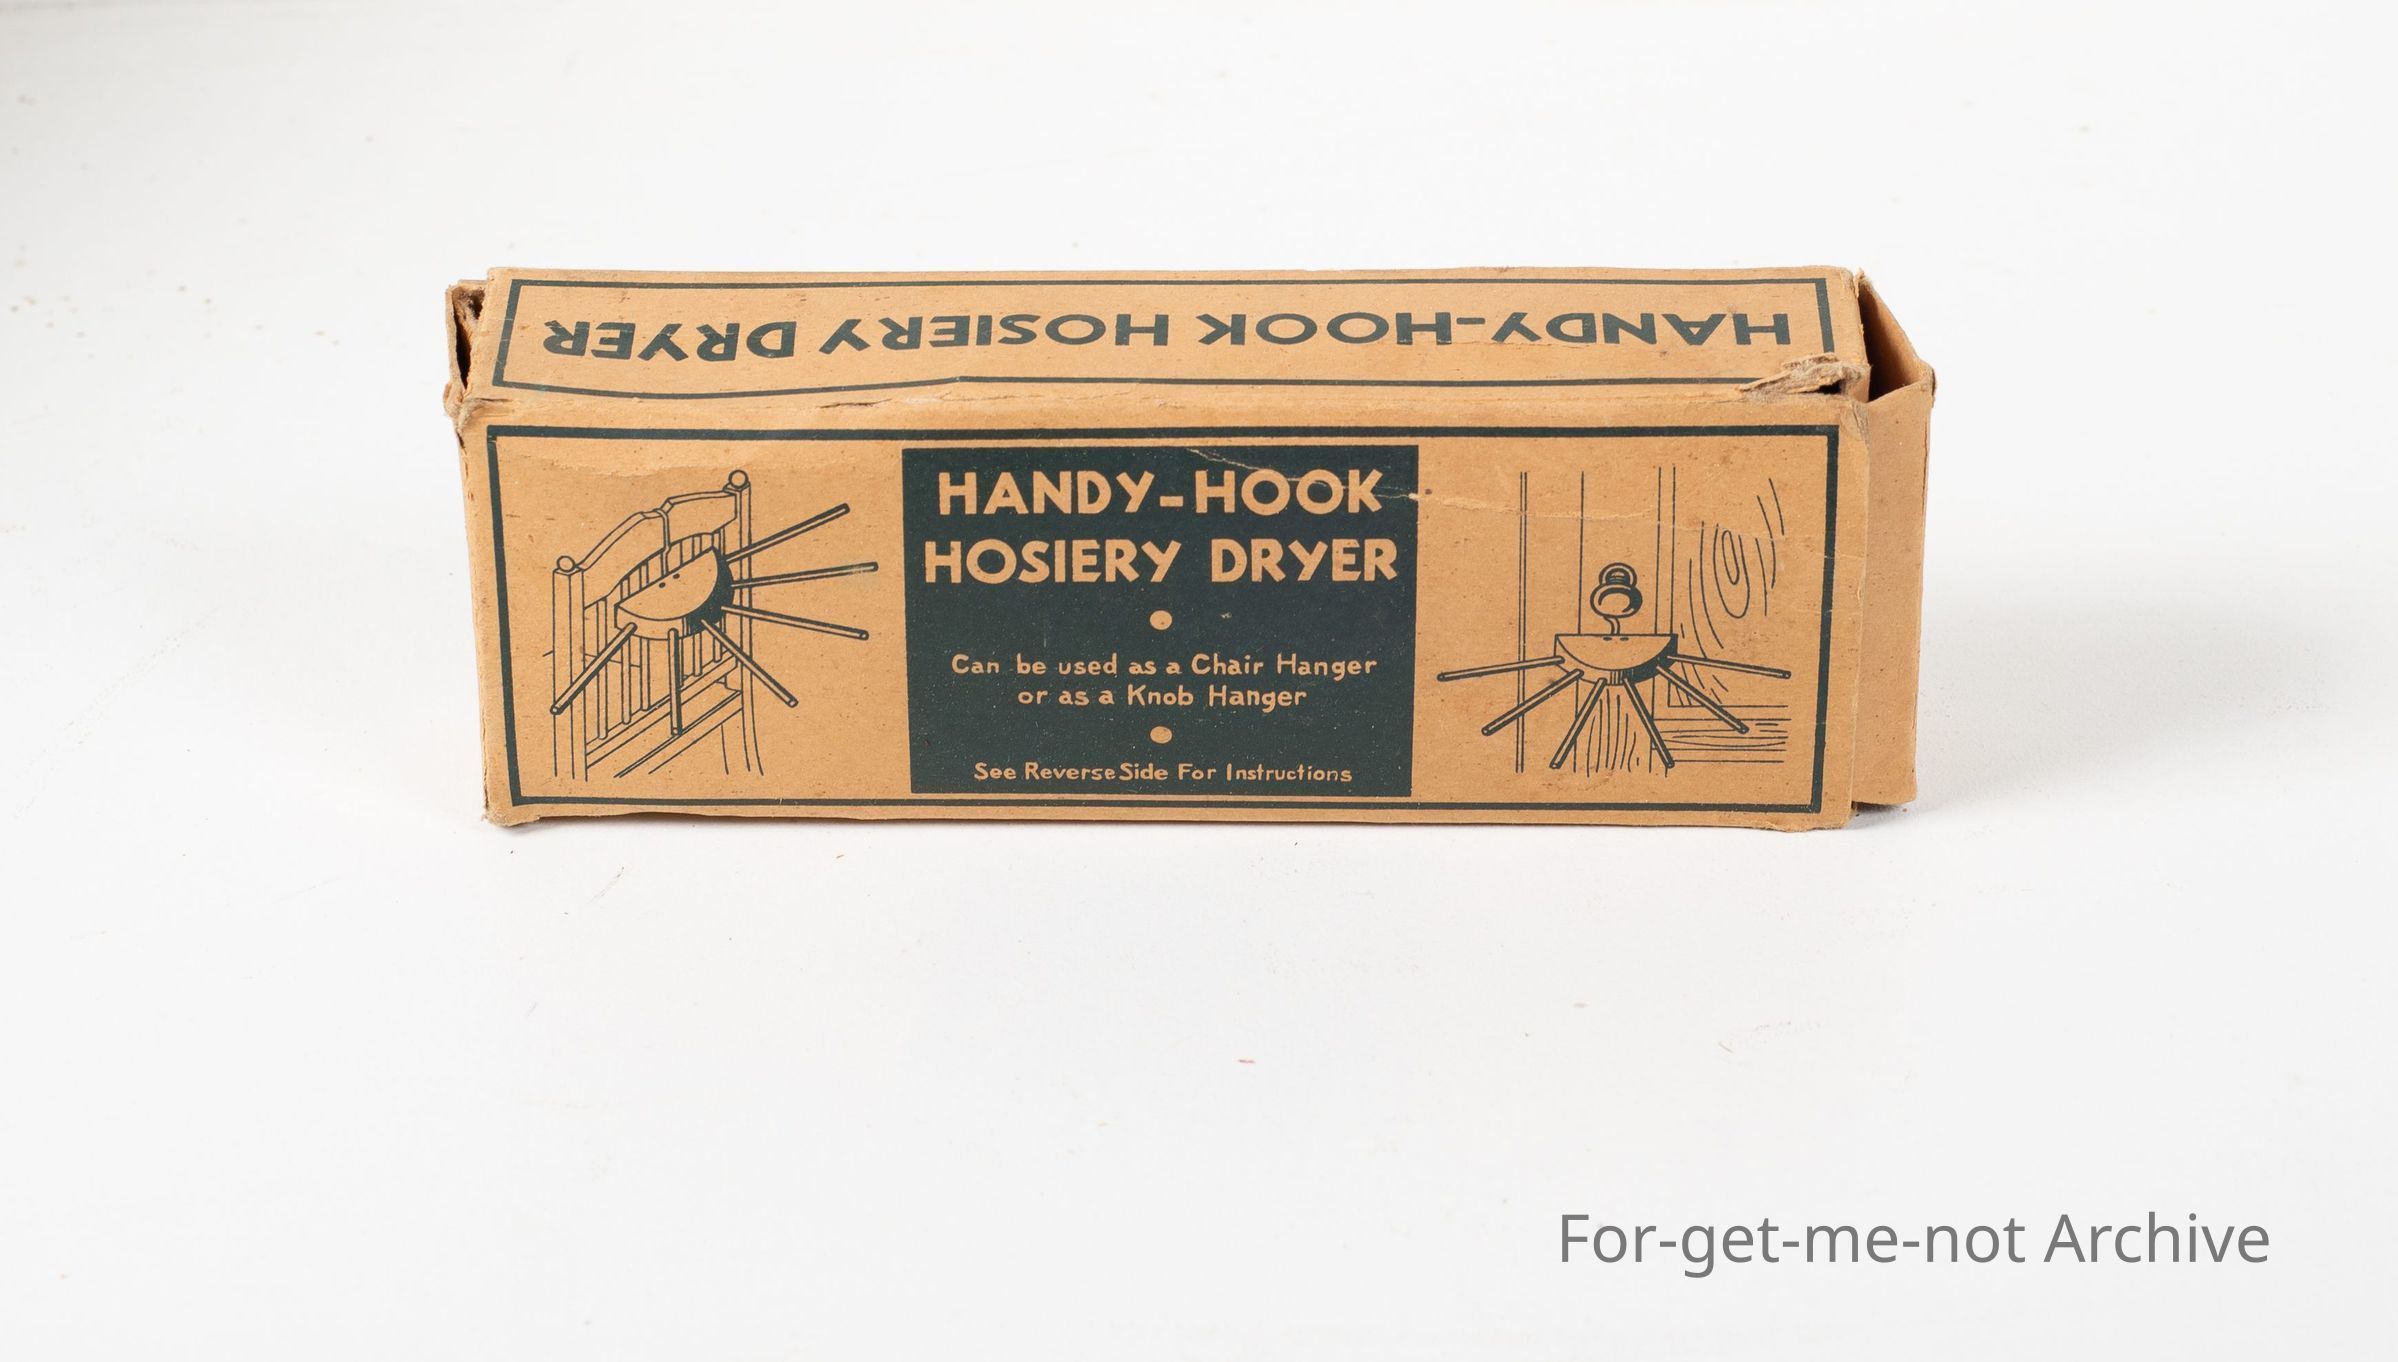 HANDY-HOOK HOSIERY DRYER
HANDY-HOOK
HOSIERY DRYER
Can be used as a Chair Hanger
or as a Knob Hanger
See Reverse Side For Instructions
For-get-me-not Archive